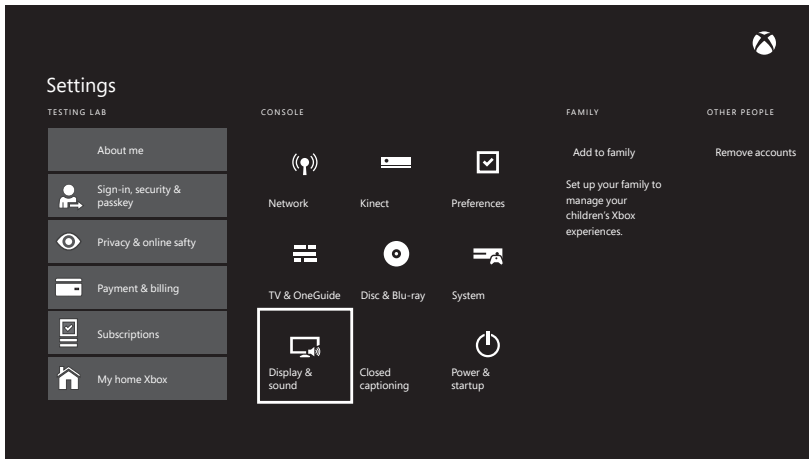 Settings
TESTING LAB
About me
Sign-in, security &
passkey
Privacy & online safty
Payment & billing
Subscriptions
My home Xbox
CONSOLE
Network
Kinect
Preferences
TV & OneGuide
Disc & Blu-ray
System
Display &
sound
Closed
captioning
Power &
startup
FAMILY
Add to family
Set up your family to
manage your
children's Xbox
experiences.
OTHER PEOPLE
Remove accounts